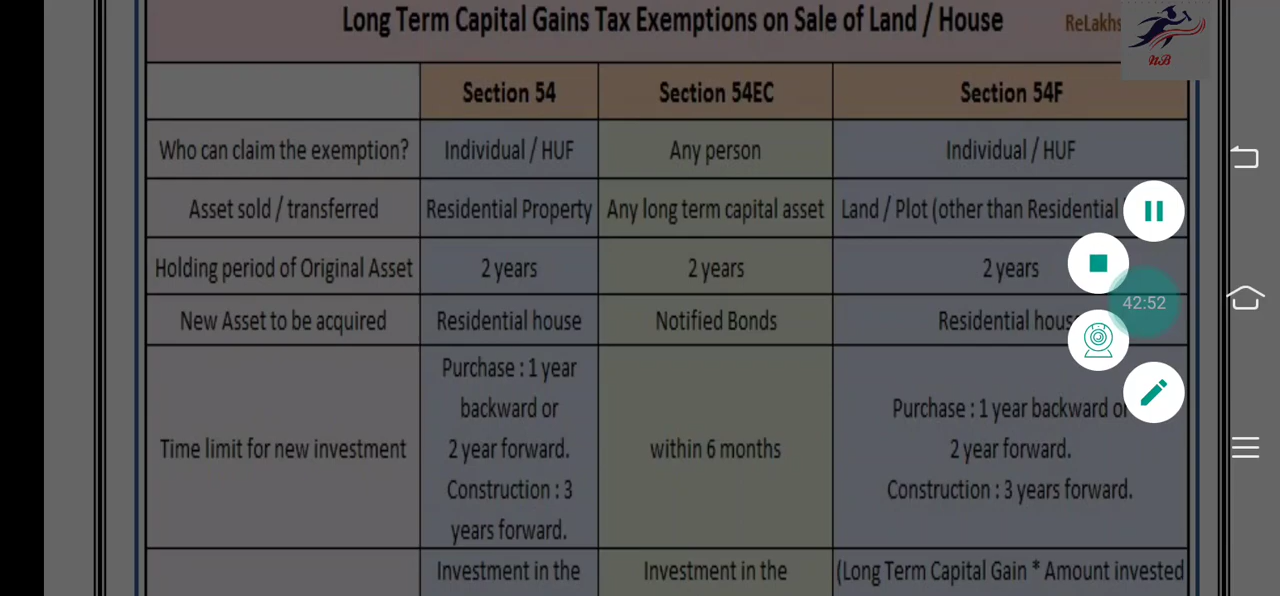 Long Term Capital Gains Tax Exemptions on Sale of Land / House
ReLakhs
NB
Section 54
Section 54EC
Section 54F
Who can claim the exemption?
Individual / HUF
Any person
Individual / HUF
Asset sold / transferred
Residential Property
Any long term capital asset
Land / Plot (other than Residential
Holding period of Original Asset
2 years
2 years
2 years
42:52
New Asset to be acquired
Residential house
Notified Bonds
Residential house
Time limit for new investment
Purchase : 1 year
backward or
2 year forward.
Construction : 3
years forward.
within 6 months
Purchase : 1 year backward or
2 year forward.
Construction : 3 years forward.
Investment in the
Investment in the
(Long Term Capital Gain * Amount invested